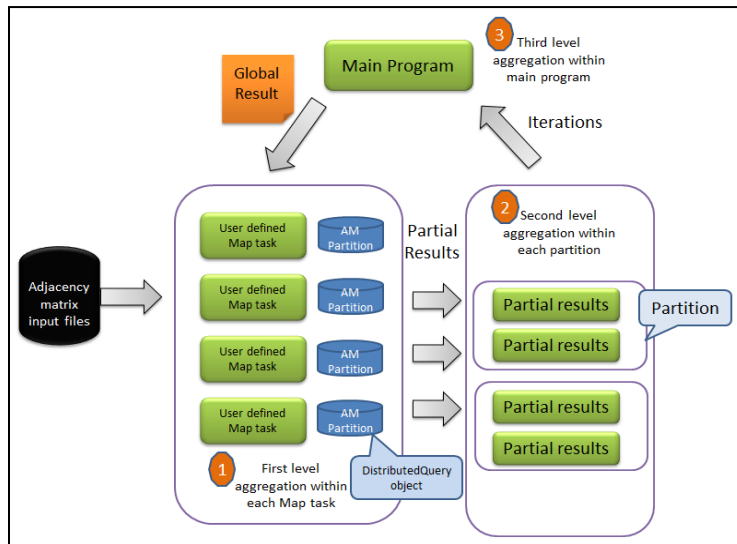 3
Third level
aggregation within
main program
Main Program
Global
Result
Iterations
Adjacency
matrix
input files
User defined
Map task
AM
Partition
User defined
Map task
AM
Partition
User defined
Map task
AM
Partition
User defined
Map task
AM
Partition
DistributedQuery
object
1
First level
aggregation within
each Map task
Partial
Results
2
Second level
aggregation within
each partition
Partial results
Partial results
Partition
Partial results
Partial results